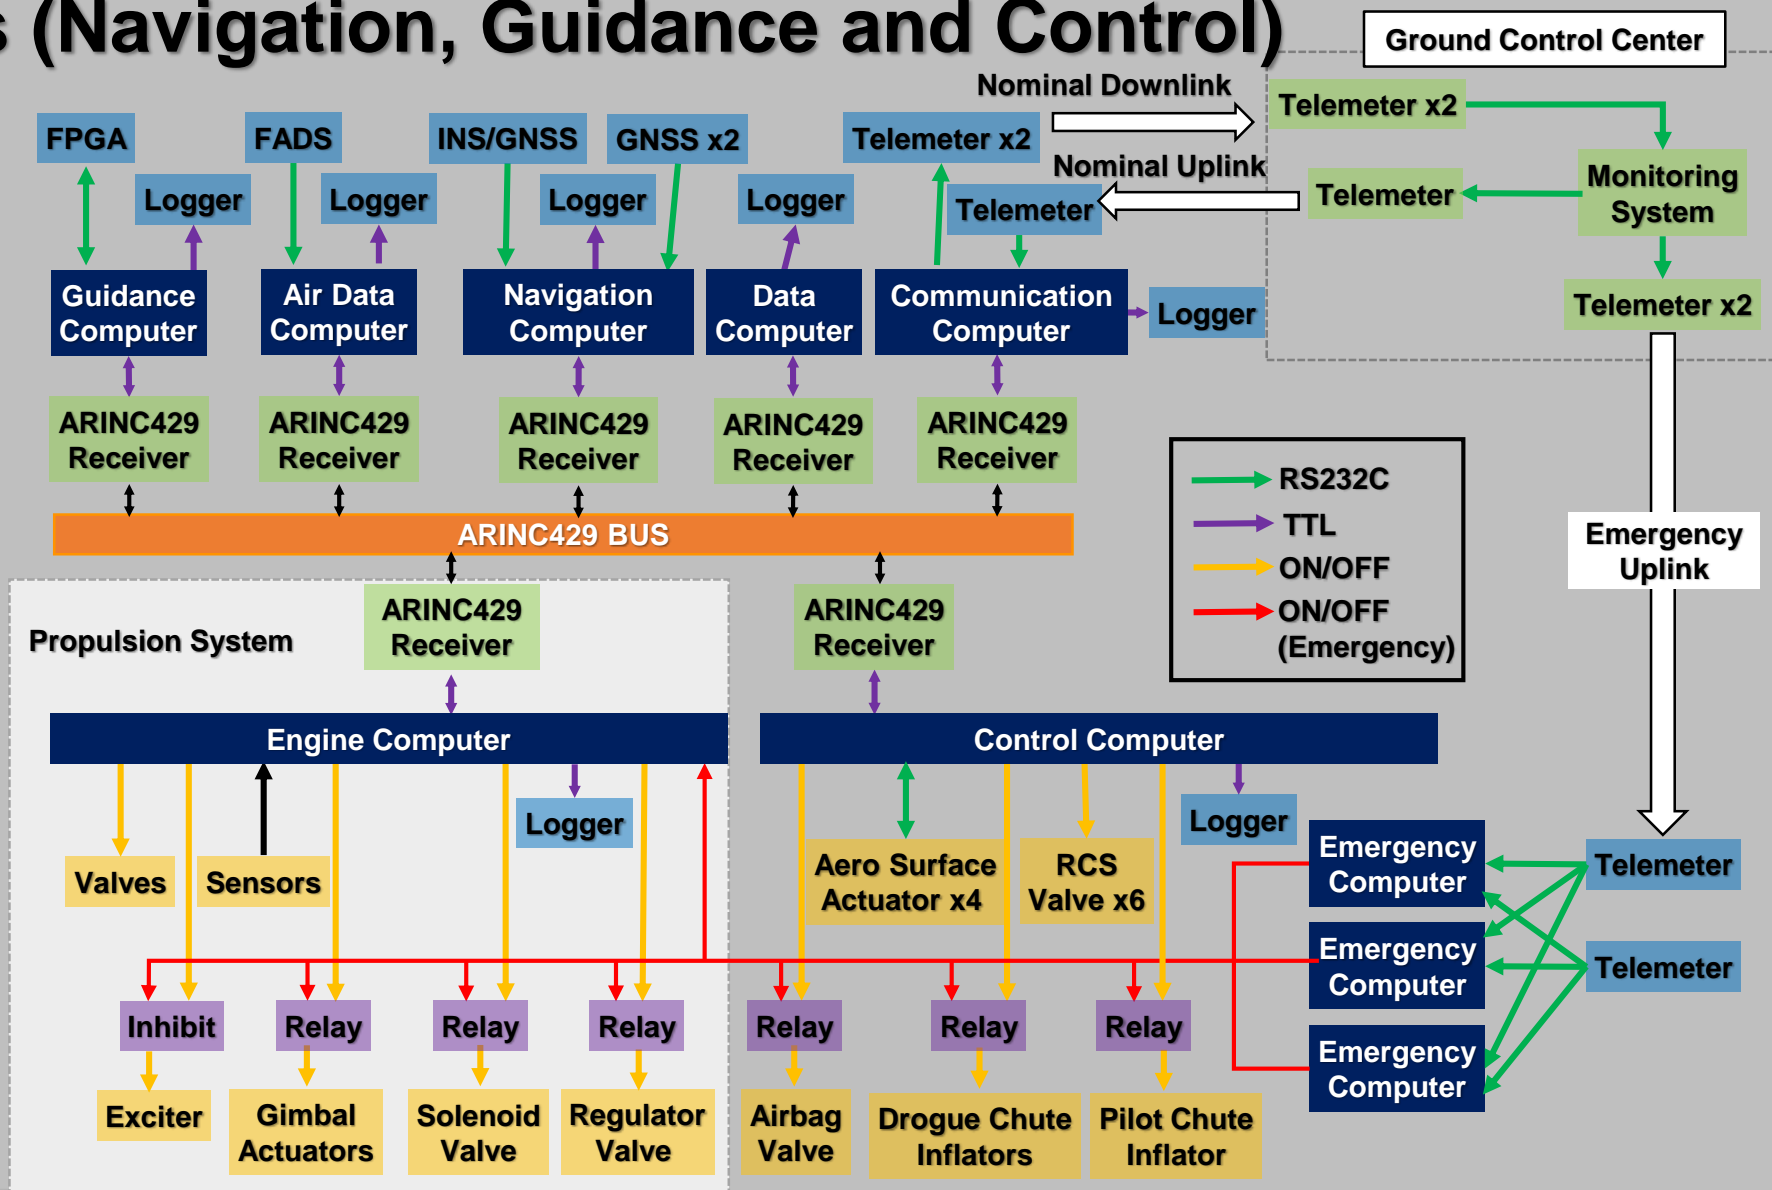 s (Navigation, Guidance and Control)
Ground Control Center
Nominal Downlink
Telemeter x2
FPGA
FADS
INS/GNSS
GNSS x2
Telemeter x2
Nominal Uplink
Logger
Logger
Logger
Logger
Telemeter
Telemeter
Monitoring
System
Guidance
Computer
Air Data
Computer
Navigation
Computer
Data
Computer
Communication
Computer
Logger
Telemeter x2
ARINC429
Receiver
ARINC429
Receiver
ARINC429
Receiver
ARINC429
Receiver
ARINC429
Receiver
RS232C
TTL
ON/OFF
ON/OFF
(Emergency)
ARINC429 BUS
Emergency
Uplink
Propulsion System
ARINC429
Receiver
ARINC429
Receiver
Engine Computer
Control Computer
Logger
Logger
Valves
Sensors
Aero Surface
Actuator x4
RCS
Valve x6
Emergency
Computer
Telemeter
Emergency
Computer
Telemeter
Emergency
Computer
Inhibit
Relay
Relay
Relay
Relay
Relay
Relay
Exciter
Gimbal
Actuators
Solenoid
Valve
Regulator
Valve
Airbag
Valve
Drogue Chute
Inflators
Pilot Chute
Inflator